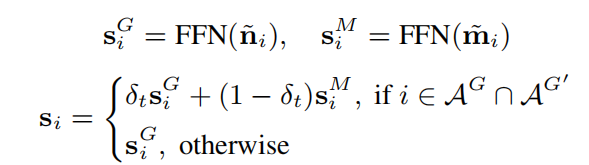 s_i^G = FFN(ñ_i), s_i^M = FFN(m̃_i)
s_i = { δ_t s_i^G + (1 − δ_t) s_i^M, if i ∈ 𝒜^G ∩ 𝒜^{G′}
s_i^G, otherwise